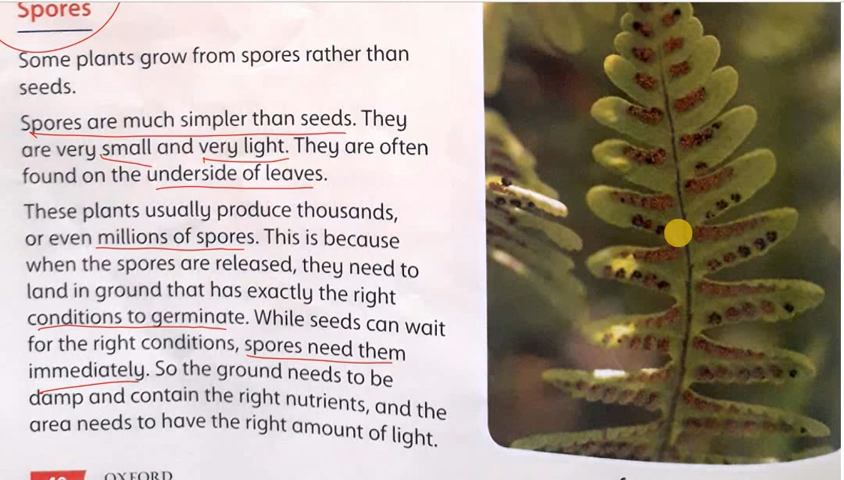 Spores
Some plants grow from spores rather than
seeds.
Spores are much simpler than seeds. They
are very small and very light. They are often
found on the underside of leaves.
These plants usually produce thousands,
or even millions of spores. This is because
when the spores are released, they need to
land in ground that has exactly the right
conditions to germinate. While seeds can wait
for the right conditions, spores need them
immediately. So the ground needs to be
damp and contain the right nutrients, and the
area needs to have the right amount of light.
OXFORD